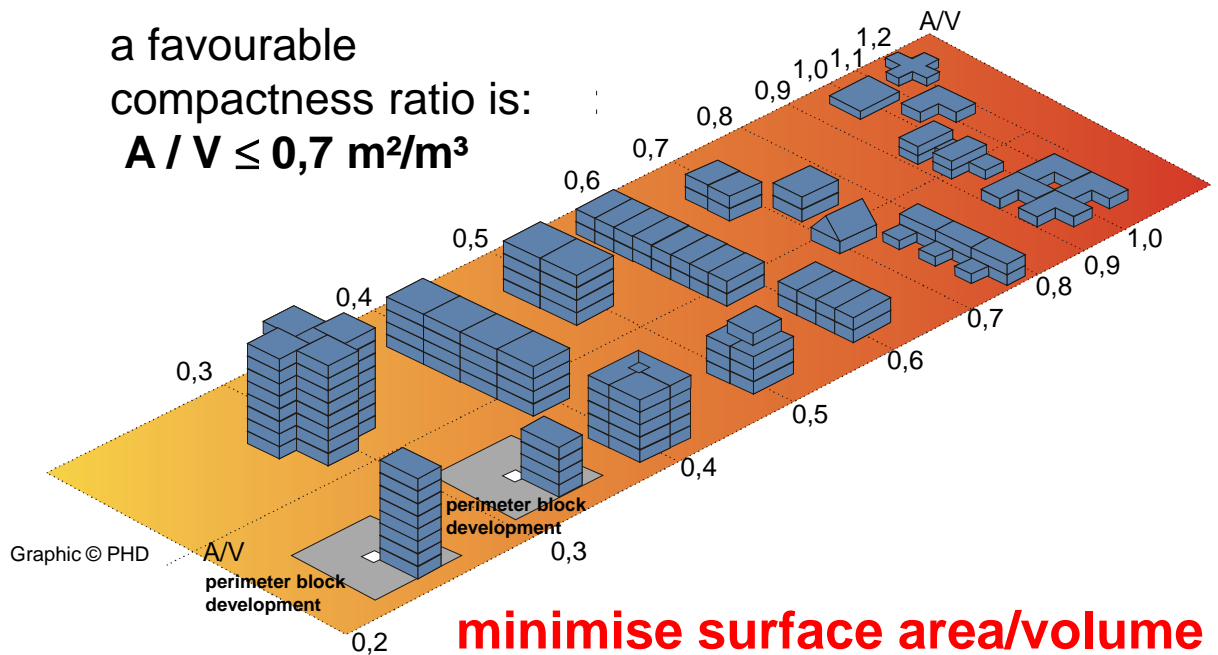 a favourable
compactness ratio is: :
A / V ≤ 0,7 m²/m³
A/V
1,2
1,1
1,0
0,9
0,8
0,7
0,6
0,5
0,4
0,3
1,0
0,9
0,8
0,7
0,6
0,5
0,4
0,3
0,2
perimeter block
development
Graphic © PHD
A/V
perimeter block
development
minimise surface area/volume